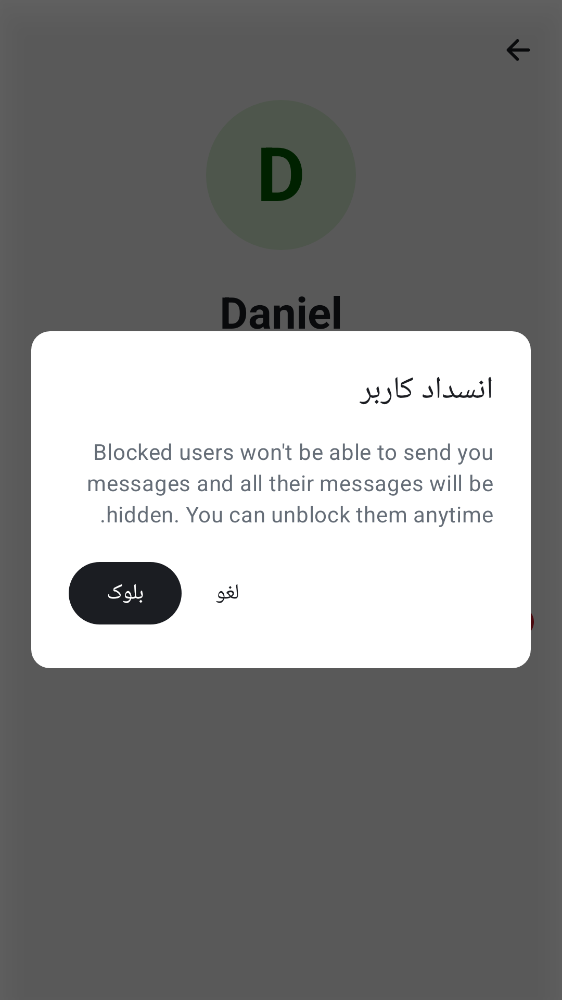 D
Daniel
انسداد کاربر
Blocked users won't be able to send you
messages and all their messages will be
.hidden. You can unblock them anytime
لغو
بلوک